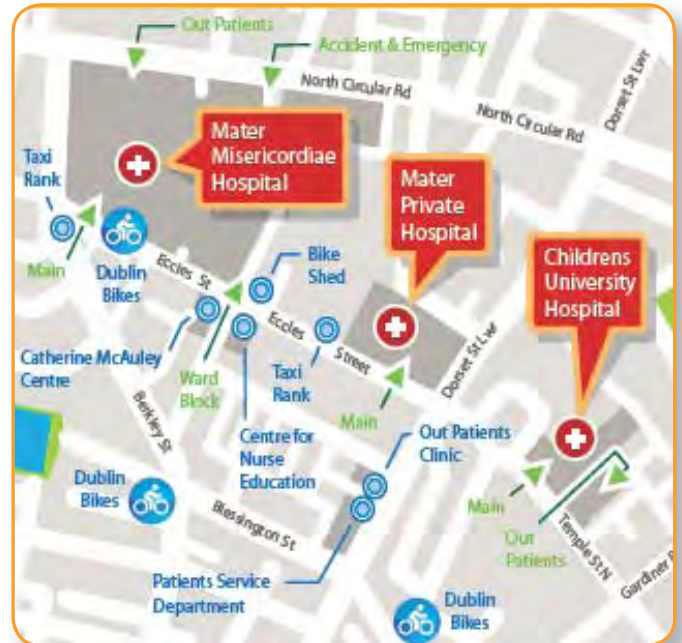 Out Patients
Accident & Emergency
Dorset St Lwr
North Circular Rd
North Circular Rd
Mater
Misericordiae
Hospital
Taxi
Rank
Mater
Private
Hospital
Childrens
University
Hospital
Main
Dublin
Bikes
Eccles St
Bike
Shed
Catherine McAuley
Centre
Eccles Street
Taxi
Rank
Dorset St Lwr
Ward
Block
Main
Berkley St
Centre for
Nurse
Education
Out Patients
Clinic
Dublin
Bikes
Blessington St
Main
Out
Patients
Temple St N
Gardiner
Patients Service
Department
Dublin
Bikes